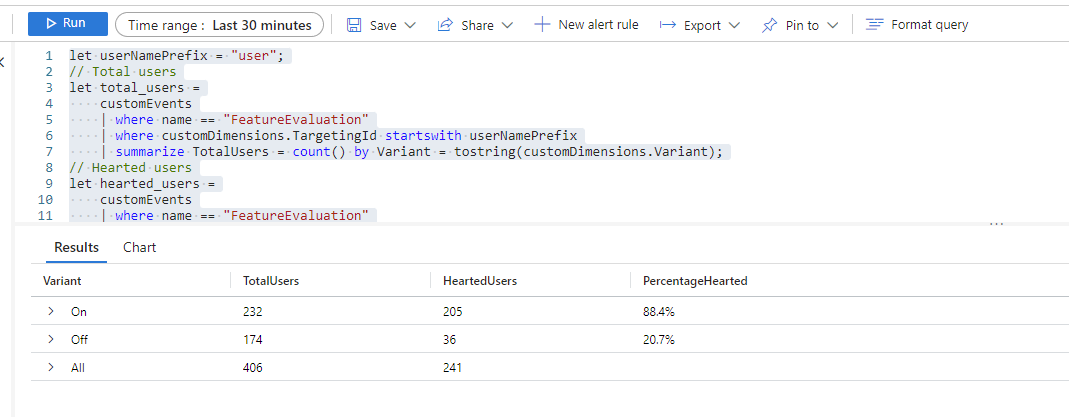 Run Time range : Last 30 minutes Save Share New alert rule Export Pin to Format query
1 let userNamePrefix = "user";
2 // Total users
3 let total_users =
4 customEvents
5 | where name == "FeatureEvaluation"
6 | where customDimensions.TargetingId startswith userNamePrefix
7 | summarize TotalUsers = count() by Variant = tostring(customDimensions.Variant);
8 // Hearted users
9 let hearted_users =
10 customEvents
11 | where name == "FeatureEvaluation"
Results Chart
Variant TotalUsers HeartedUsers PercentageHearted
On 232 205 88.4%
Off 174 36 20.7%
All 406 241